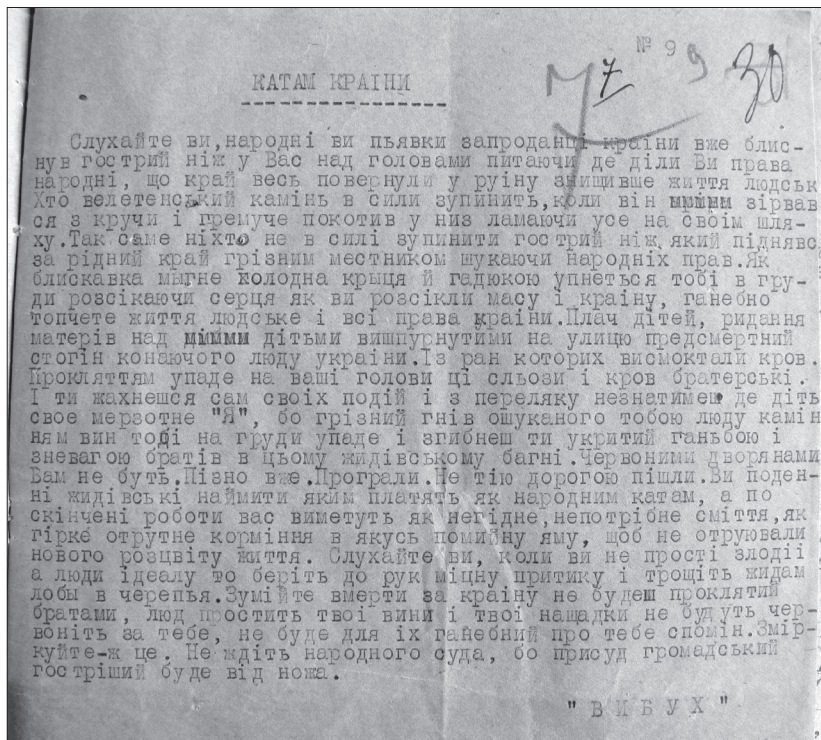 № 9 9
7 30
КАТАМ КРАІНИ
Слухайте ви,народні ви пьявки запроданці країни вже блис-
нув гострий ніж у Вас над головами питаючи де діли Ви права
народні, що край весь повернули у руїну знищивше життя людськ
Хто велетенський камінь в сили зупинить,коли він зірвав
ся з кручи і гремуче покотив у низ ламаючи усе на своїм шля-
ху.Так саме ніхто не в силі зупинити гострий ніж який піднявс
за рідний край грізним местником шукаючи народніх прав.Як
блискавка мыгне холодна крыця й гадюкою упнеться тобі в гру-
ди розсікаючи серця як ви розсікли масу і країну, ганебно
топчете життя людське і всі права країни.Плач дітей, ридання
матерів над дітьми вишпурнутими на улицю предсмертний
стогін конаючого люду україни.Із ран которих висмоктали кров.
Прокляттям упаде на ваші голови ці сльози і кров братерські.
І ти жахнешся сам своїх подій і з переляку незнатимеш де діть
свое мерзотне "Я", бо грізний гнів ошуканого тобою люду камін
ням вин тоді на груди упаде і згибнеш ти укритий ганьбою і
зневагою братів в цьому жидівському багні.Червоними дворянами
Вам не буть.Пізно вже.Програли.Не тію дорогою пішли.Ви поден-
ні жидівські наймити яким платять як народним катам, а по
скінчені роботи вас виметуть як негідне,непотрібне сміття,як
гірке отрутне корміння в якусь помийну яму, щоб не отруювали
нового розцвіту життя. Слухайте ви, коли ви не прості злодії
а люди ідеалу то беріть до рук міцну притику і трощіть жидам
лобы в черепья.Зумійте вмерти за країну не будеш проклятий
братами, люд простить твої вини і твої нащадки не будуть чер-
воніть за тебе, не буде для їх ганебний про тебе спомін.Змір-
куйте-ж це. Не ждіть народного суда, бо присуд громадський
гостріший буде від ножа.
"ВИБУХ"